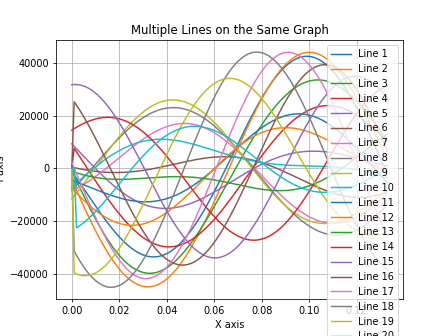 Multiple Lines on the Same Graph
40000
20000
0
−20000
−40000
0.00 0.02 0.04 0.06 0.08 0.10
X axis
axis
Line 1
Line 2
Line 3
Line 4
Line 5
Line 6
Line 7
Line 8
Line 10
Line 11
Line 12
Line 13
Line 14
Line 15
Line 16
Line 17
Line 18
Line 19
Line 20